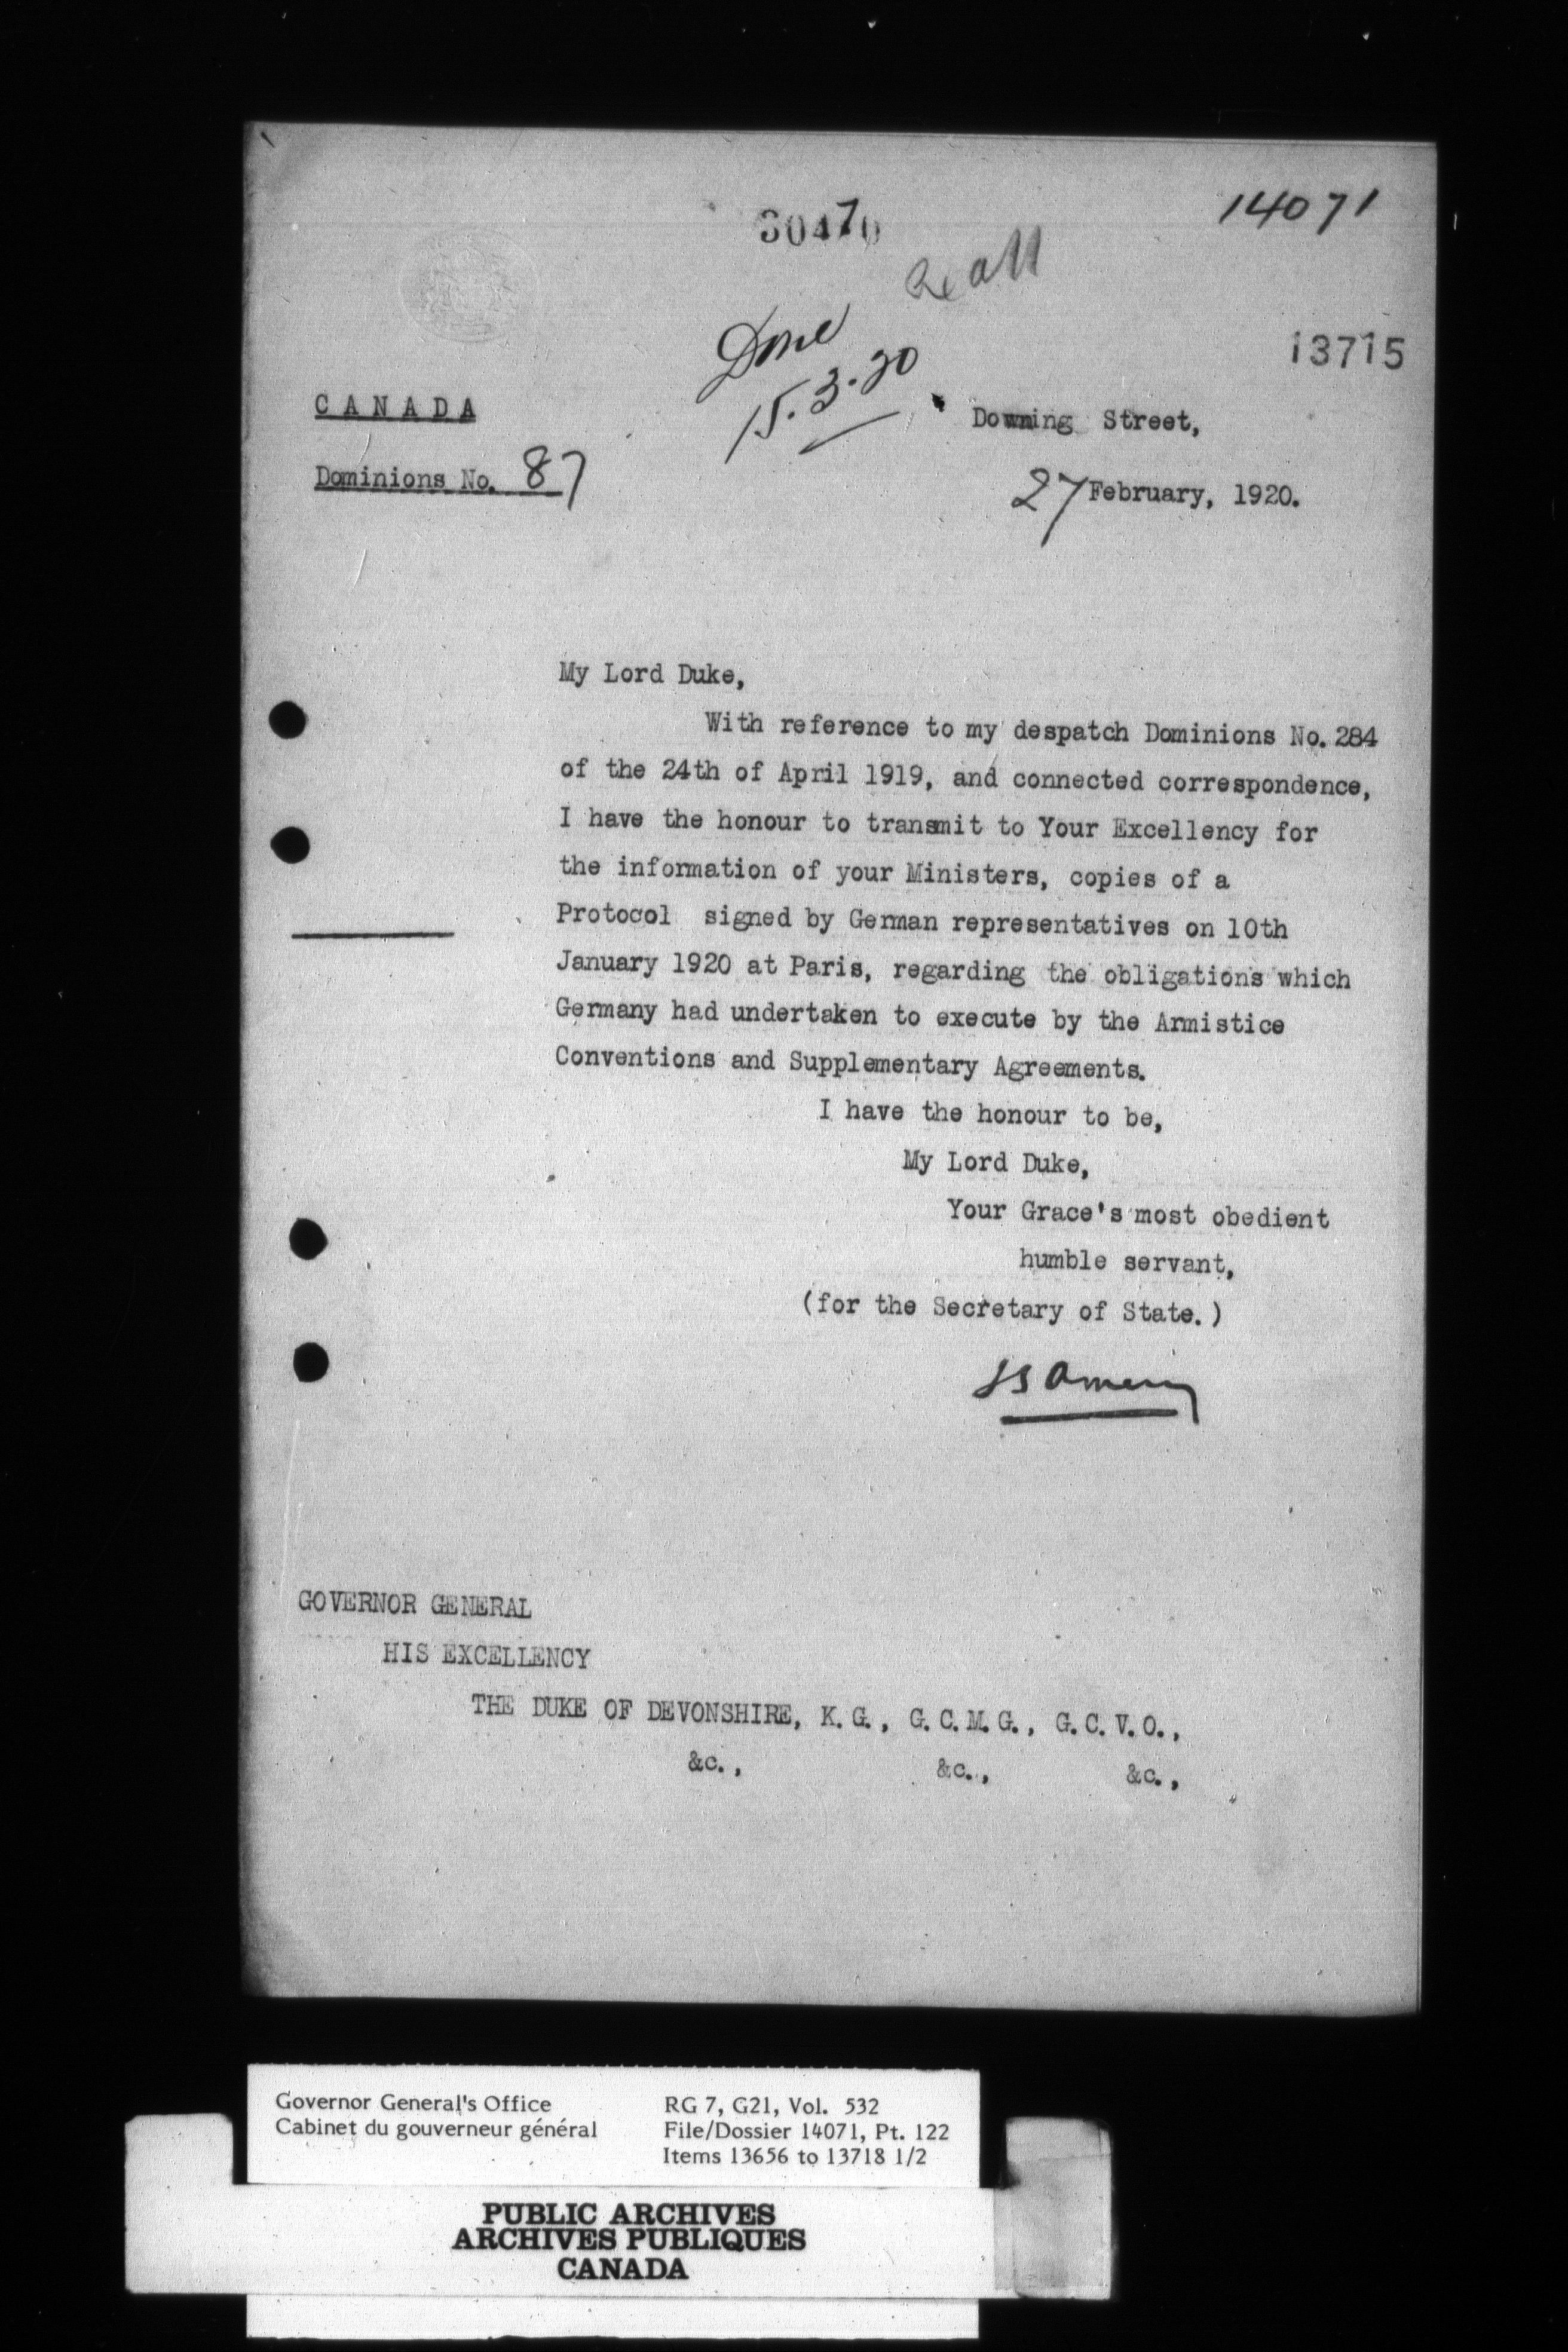 14071
30470
Done
15.3.20
13715
CANADA
Downing Street,
Dominions No. 87
27 February, 1920.
My Lord Duke,
With reference to my despatch Dominions No. 284
of the 24th of April 1919, and connected correspondence,
I have the honour to transmit to Your Excellency for
the information of your Ministers, copies of a
Protocol signed by German representatives on 10th
January 1920 at Paris, regarding the obligations which
Germany had undertaken to execute by the Armistice
Conventions and Supplementary Agreements.
I have the honour to be,
My Lord Duke,
Your Grace's most obedient
humble servant,
(for the Secretary of State.)
LS Amery
GOVERNOR GENERAL
HIS EXCELLENCY
THE DUKE OF DEVONSHIRE, K.G., G.C.M.G., G.C.V.O.,
&c., &c., &c.,
Governor General's Office
Cabinet du gouverneur général
RG 7, G21, Vol. 532
File/Dossier 14071, Pt. 122
Items 13656 to 13718 1/2
PUBLIC ARCHIVES
ARCHIVES PUBLIQUES
CANADA